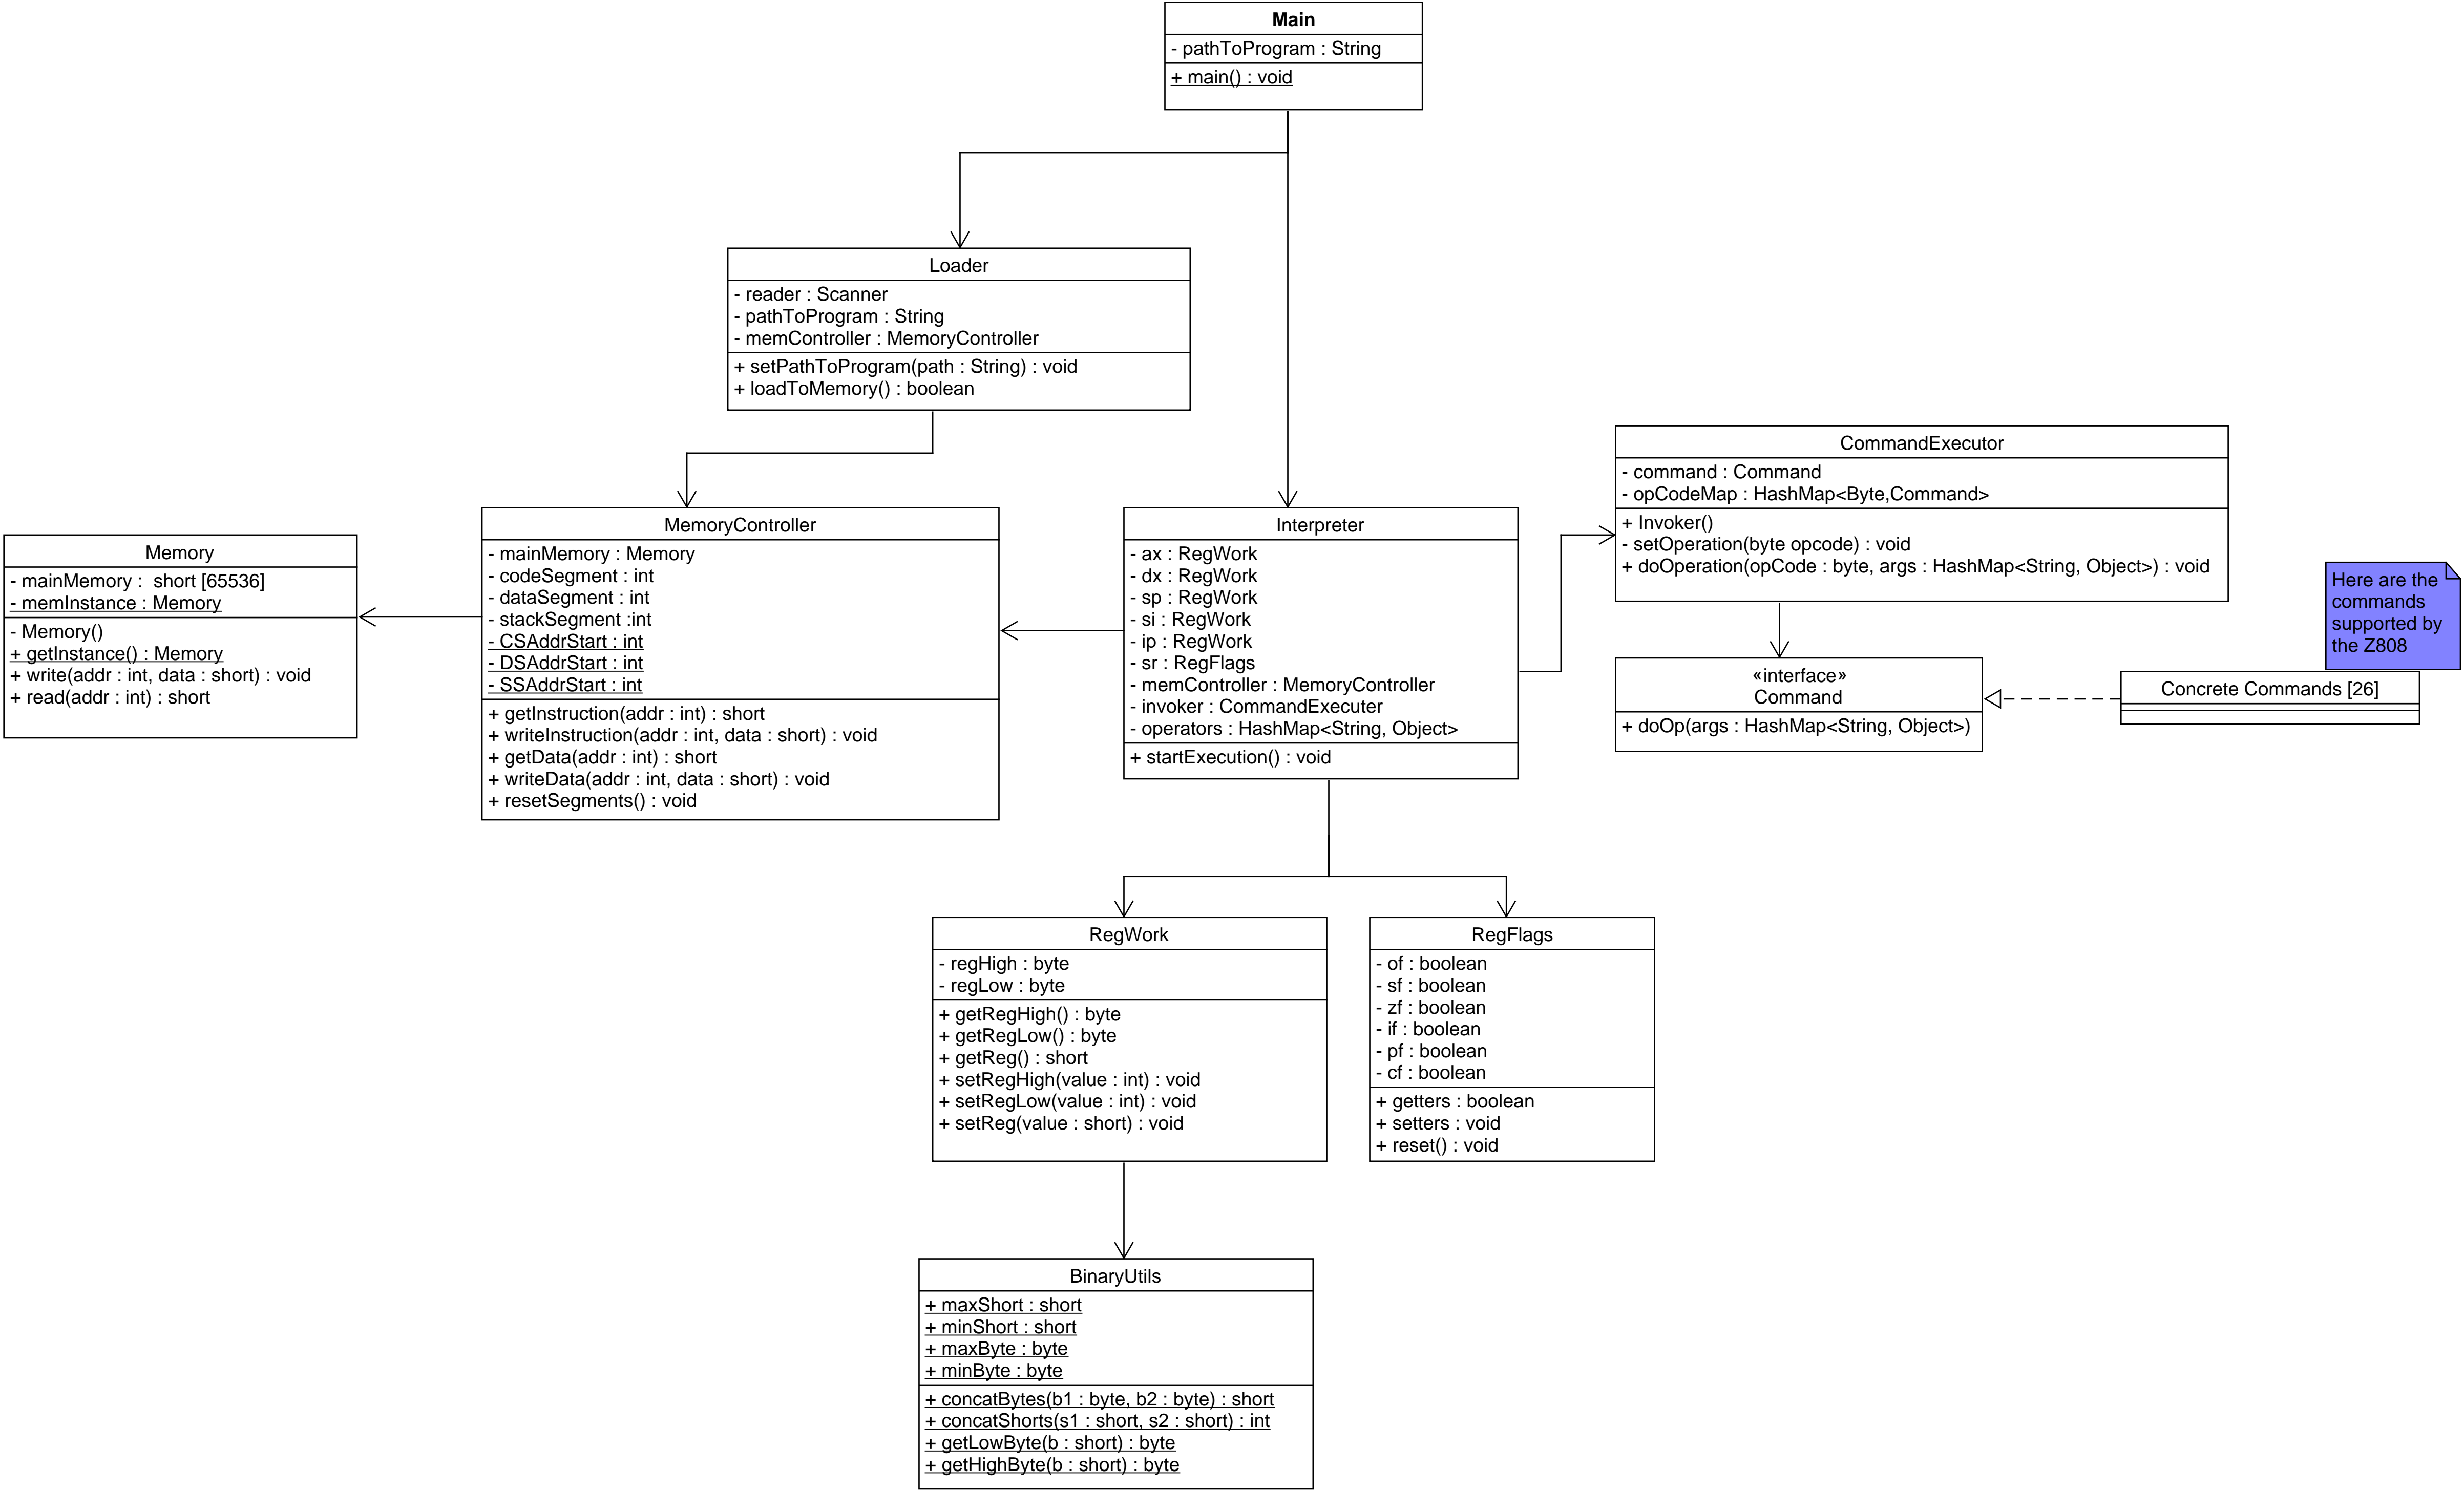 Main
- pathToProgram : String
+ main() : void
Loader
- reader : Scanner
- pathToProgram : String
- memController : MemoryController
+ setPathToProgram(path : String) : void
+ loadToMemory() : boolean
CommandExecutor
- command : Command
- opCodeMap : HashMap<Byte,Command>
+ Invoker()
- setOperation(byte opcode) : void
+ doOperation(opCode : byte, args : HashMap<String, Object>) : void
Memory
- mainMemory :  short [65536]
- memInstance : Memory
- Memory()
+ getInstance() : Memory
+ write(addr : int, data : short) : void
+ read(addr : int) : short
MemoryController
- mainMemory : Memory
- codeSegment : int
- dataSegment : int
- stackSegment :int
- CSAddrStart : int
- DSAddrStart : int
- SSAddrStart : int
+ getInstruction(addr : int) : short
+ writeInstruction(addr : int, data : short) : void
+ getData(addr : int) : short
+ writeData(addr : int, data : short) : void
+ resetSegments() : void
Interpreter
- ax : RegWork
- dx : RegWork
- sp : RegWork
- si : RegWork
- ip : RegWork
- sr : RegFlags
- memController : MemoryController
- invoker : CommandExecuter
- operators : HashMap<String, Object>
+ startExecution() : void
Here are the
commands
supported by
the Z808
«interface»
Command
+ doOp(args : HashMap<String, Object>)
Concrete Commands [26]
RegWork
- regHigh : byte
- regLow : byte
+ getRegHigh() : byte
+ getRegLow() : byte
+ getReg() : short
+ setRegHigh(value : int) : void
+ setRegLow(value : int) : void
+ setReg(value : short) : void
RegFlags
- of : boolean
- sf : boolean
- zf : boolean
- if : boolean
- pf : boolean
- cf : boolean
+ getters : boolean
+ setters : void
+ reset() : void
BinaryUtils
+ maxShort : short
+ minShort : short
+ maxByte : byte
+ minByte : byte
+ concatBytes(b1 : byte, b2 : byte) : short
+ concatShorts(s1 : short, s2 : short) : int
+ getLowByte(b : short) : byte
+ getHighByte(b : short) : byte